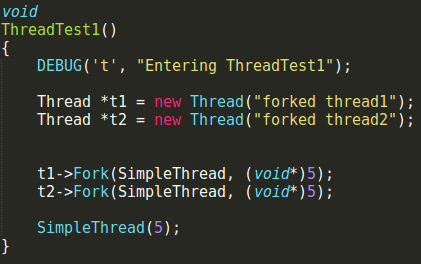 void
ThreadTest1()
{
    DEBUG('t', "Entering ThreadTest1");
    Thread *t1 = new Thread("forked thread1");
    Thread *t2 = new Thread("forked thread2");
    t1->Fork(SimpleThread, (void*)5);
    t2->Fork(SimpleThread, (void*)5);
    SimpleThread(5);
}